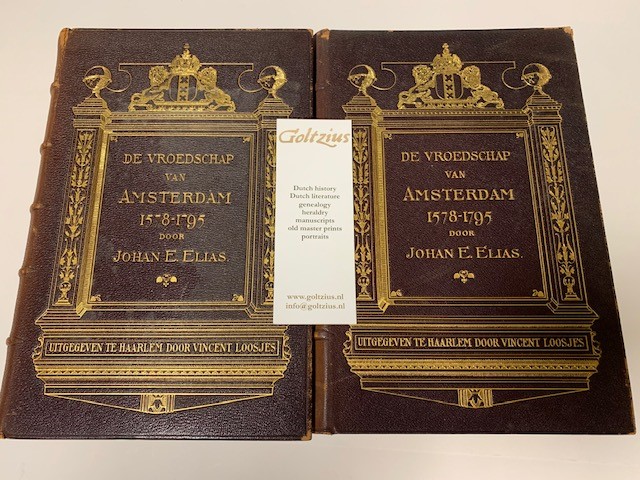 DE VROEDSCHAP
VAN
AMSTERDAM
1578-1795
DOOR
JOHAN E. ELIAS.
UITGEGEVEN TE HAARLEM DOOR VINCENT LOOSJES
Goltzius
Dutch history
Dutch literature
genealogy
heraldry
manuscripts
old master prints
portraits
www.goltzius.nl
info@goltzius.nl
DE VROEDSCHAP
VAN
AMSTERDAM
1578-1795
DOOR
JOHAN E. ELIAS.
UITGEGEVEN TE HAARLEM DOOR VINCENT LOOSJES